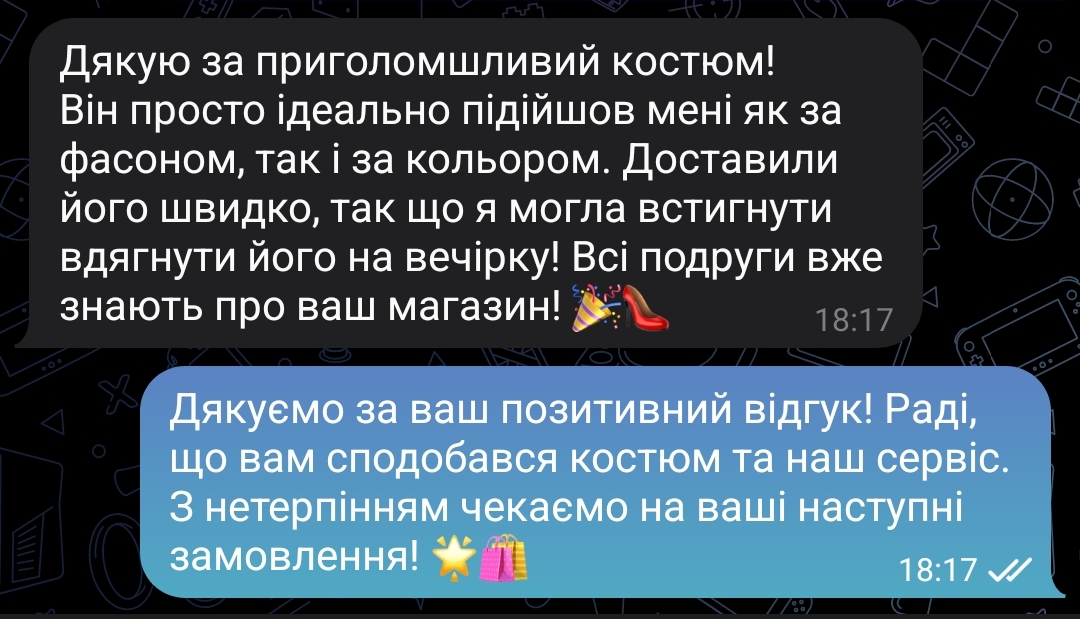 Дякую за приголомшливий костюм!
Він просто ідеально підійшов мені як за
фасоном, так і за кольором. Доставили
його швидко, так що я могла встигнути
вдягнути його на вечірку! Всі подруги вже
знають про ваш магазин! 🎉👠
18:17
Дякуємо за ваш позитивний відгук! Раді,
що вам сподобався костюм та наш сервіс.
З нетерпінням чекаємо на ваші наступні
замовлення! 🌟🛍️
18:17